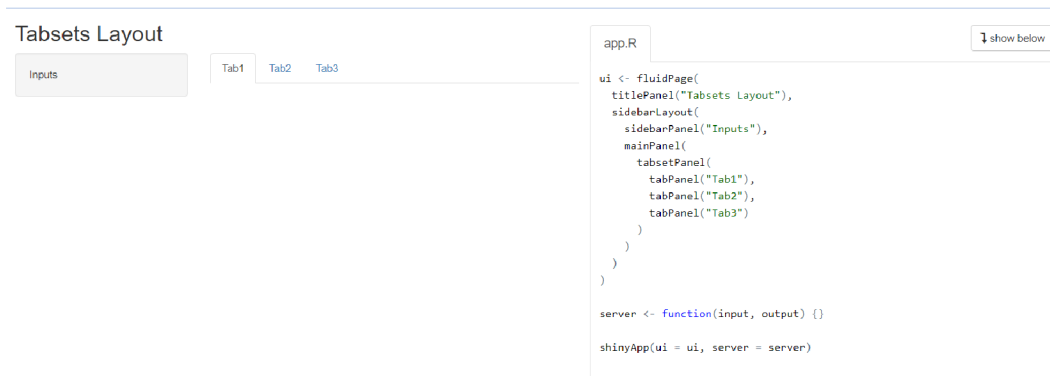 Tabsets Layout
Inputs
Tab1 Tab2 Tab3
app.R
show below
ui <- fluidPage(
  titlePanel("Tabsets Layout"),
  sidebarLayout(
    sidebarPanel("Inputs"),
    mainPanel(
      tabsetPanel(
        tabPanel("Tab1"),
        tabPanel("Tab2"),
        tabPanel("Tab3")
      )
    )
  )
)
server <- function(input, output) {}
shinyApp(ui = ui, server = server)